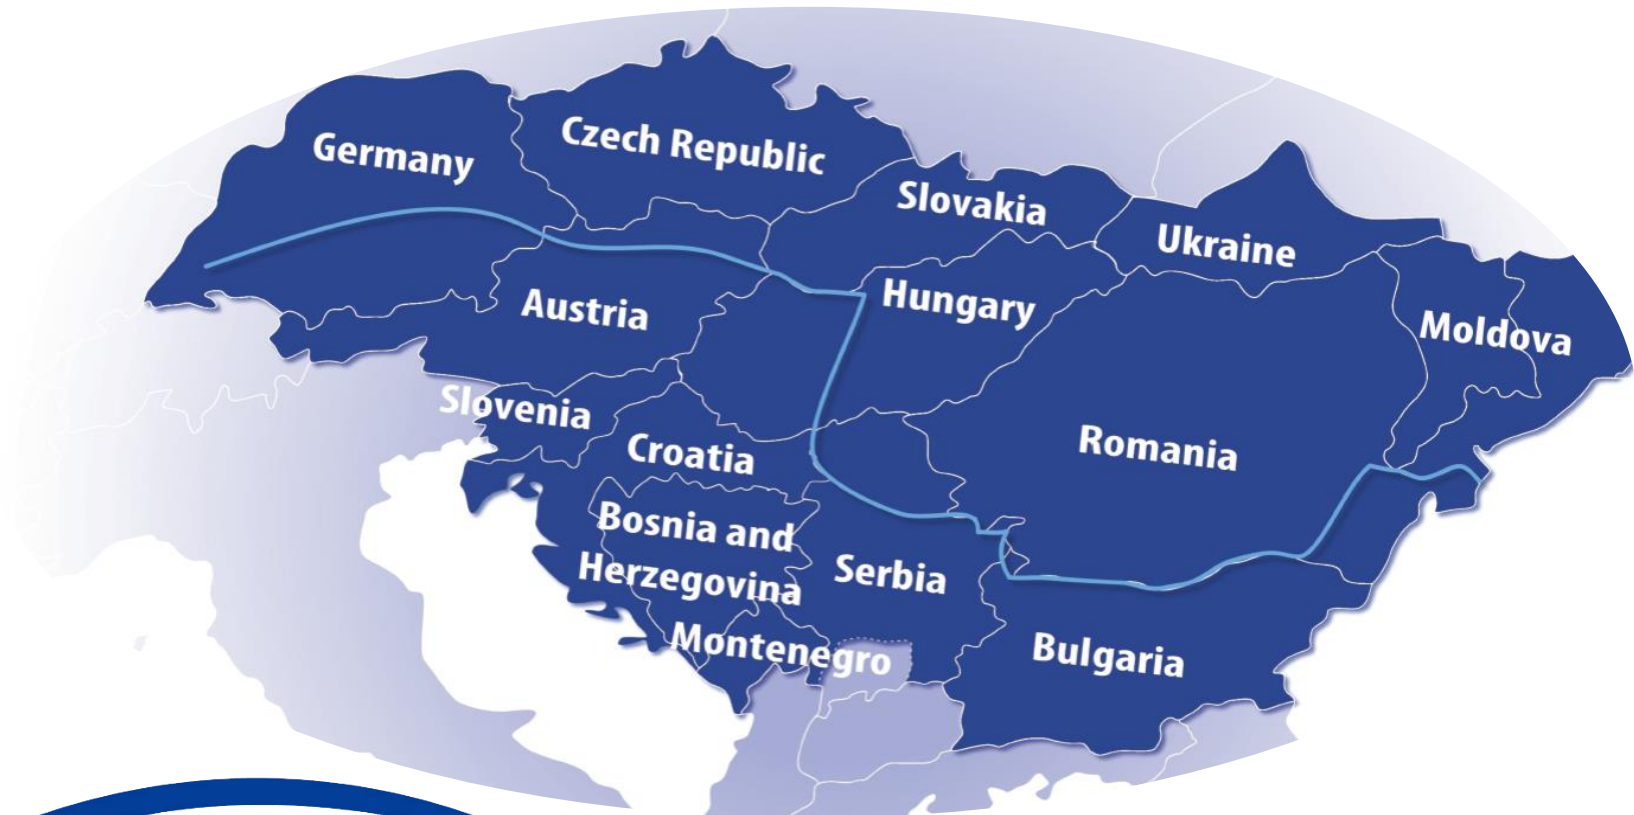 Germany
Czech Republic
Slovakia
Ukraine
Austria
Hungary
Moldova
Slovenia
Croatia
Romania
Bosnia and
Herzegovina
Serbia
Montenegro
Bulgaria